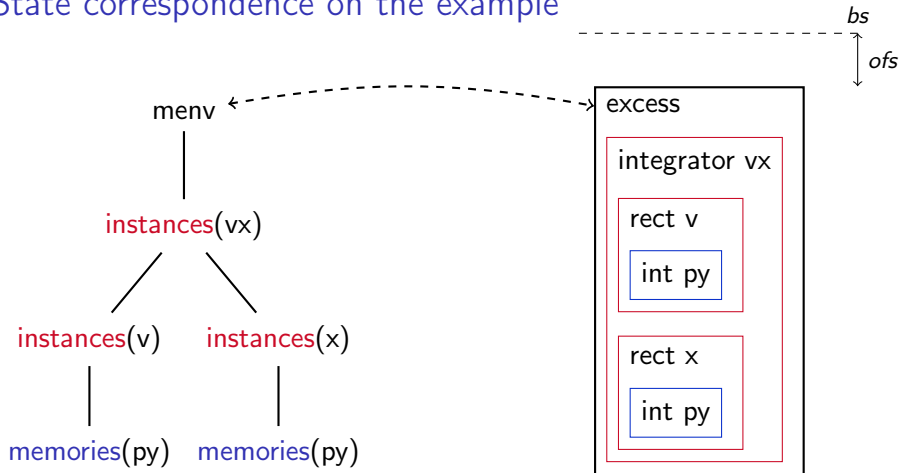 State correspondence on the example
bs
ofs
menv
excess
integrator vx
instances(vx)
rect v
int py
instances(v) instances(x)
rect x
int py
memories(py) memories(py)